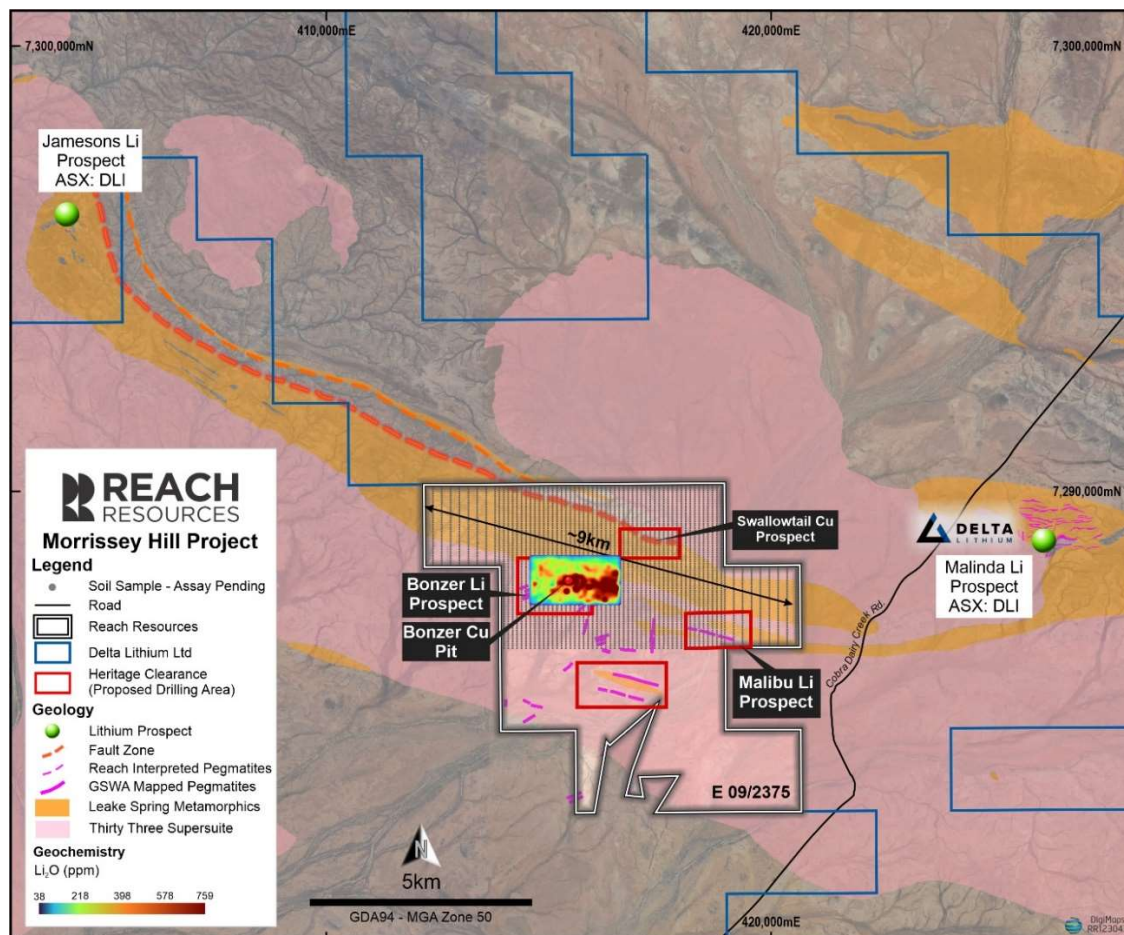 410,000mE
420,000mE
7,300,000mN
7,300,000mN
Jamesons Li
Prospect
ASX: DLI
7,290,000mN
Swallowtail Cu
Prospect
~9km
DELTA
LITHIUM
Malinda Li
Prospect
ASX: DLI
Bonzer Li
Prospect
Bonzer Cu
Pit
Malibu Li
Prospect
Cobra Dairy Creek Rd.
E 09/2375
REACH
RESOURCES
Morrissey Hill Project
Legend
Soil Sample - Assay Pending
Road
Reach Resources
Delta Lithium Ltd
Heritage Clearance
(Proposed Drilling Area)
Geology
Lithium Prospect
Fault Zone
Reach Interpreted Pegmatites
GSWA Mapped Pegmatites
Leake Spring Metamorphics
Thirty Three Supersuite
Geochemistry
Li₂O (ppm)
38 218 398 578 759
N
5km
GDA94 - MGA Zone 50
420,000mE
DigiMaps